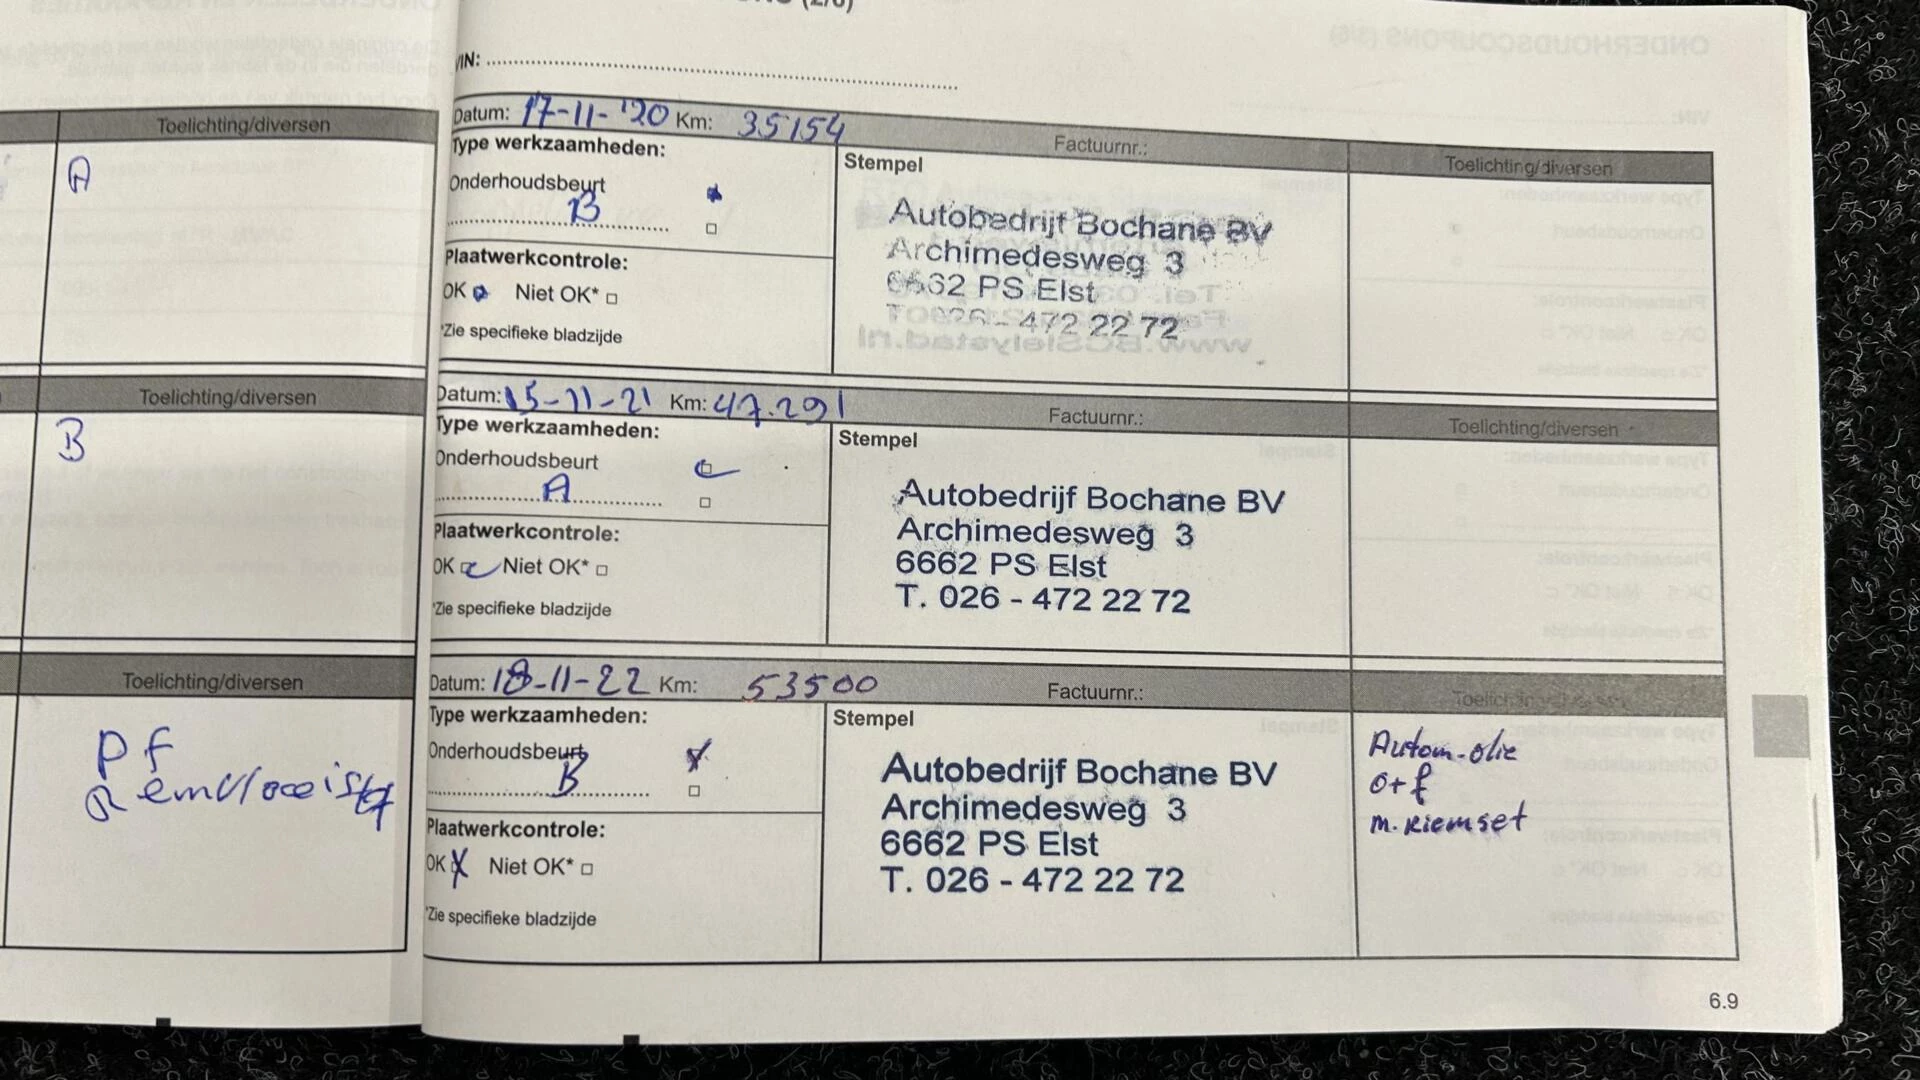 Toelichting/diversen
A
Toelichting/diversen
B
Toelichting/diversen
Pf
Remvloeistof
VIN:
Datum: 17-11-'20 Km: 35154
Factuurnr.:
Toelichting/diversen
Type werkzaamheden:
Onderhoudsbeurt
B
Plaatwerkcontrole:
OK Niet OK*
*Zie specifieke bladzijde
Stempel
Autobedrijf Bochane BV
Archimedesweg 3
6662 PS Elst
026 - 472 22 72
Datum: 15-11-21 Km: 47.291
Factuurnr.:
Toelichting/diversen
Type werkzaamheden:
Onderhoudsbeurt
A
Plaatwerkcontrole:
OK Niet OK*
*Zie specifieke bladzijde
Stempel
Autobedrijf Bochane BV
Archimedesweg 3
6662 PS Elst
T. 026 - 472 22 72
Datum: 18-11-22 Km: 53500
Factuurnr.:
Toelichting/diversen
Type werkzaamheden:
Onderhoudsbeurt
B
Plaatwerkcontrole:
OK Niet OK*
*Zie specifieke bladzijde
Stempel
Autobedrijf Bochane BV
Archimedesweg 3
6662 PS Elst
T. 026 - 472 22 72
Autom-olie
o+f
m. Riemset
6.9